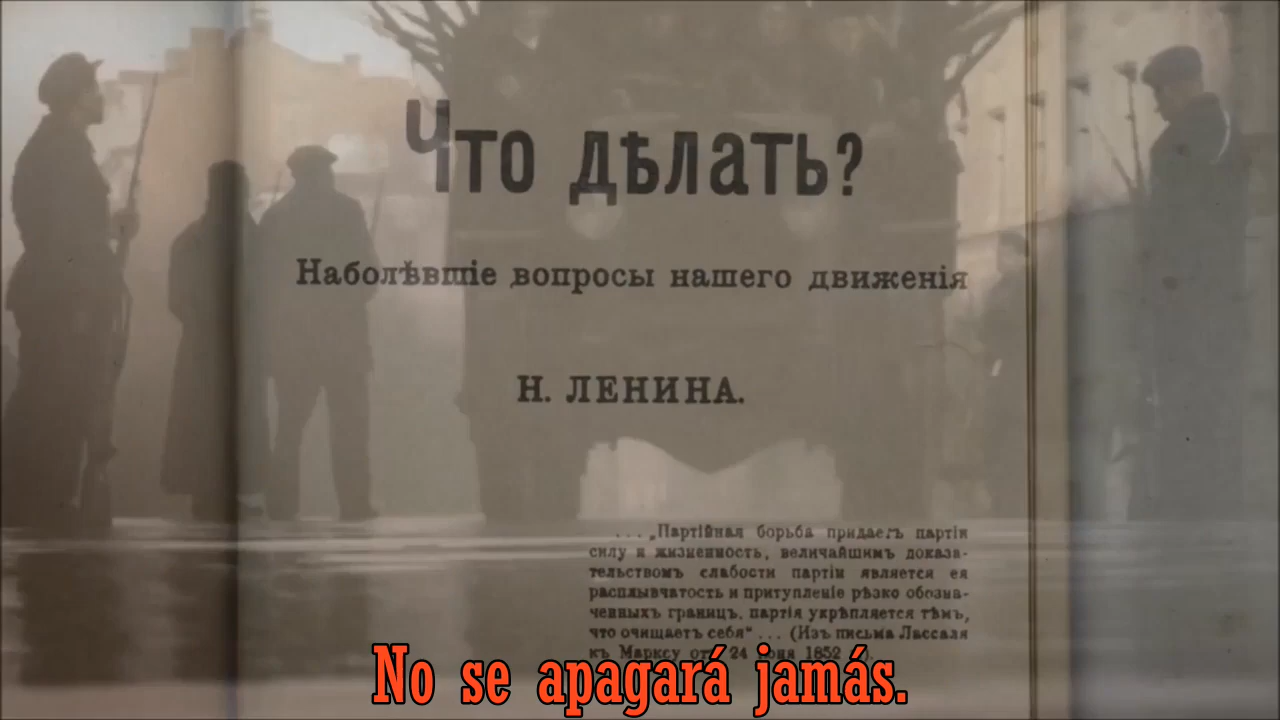 Что дѣлать?
Наболѣвшіе вопросы нашего движенія
Н. ЛЕНИНА.
... „Партійная борьба придаетъ партіи
силу и жизненность, величайшимъ доказа-
тельствомъ слабости партіи является ея
расплывчатость и притупленіе рѣзко обозна-
ченныхъ границъ, партія укрѣпляется тѣмъ,
что очищаетъ себя“... (Изъ письма Лассаля
къ Марксу отъ 24 іюня 1852
No se apagará jamás.